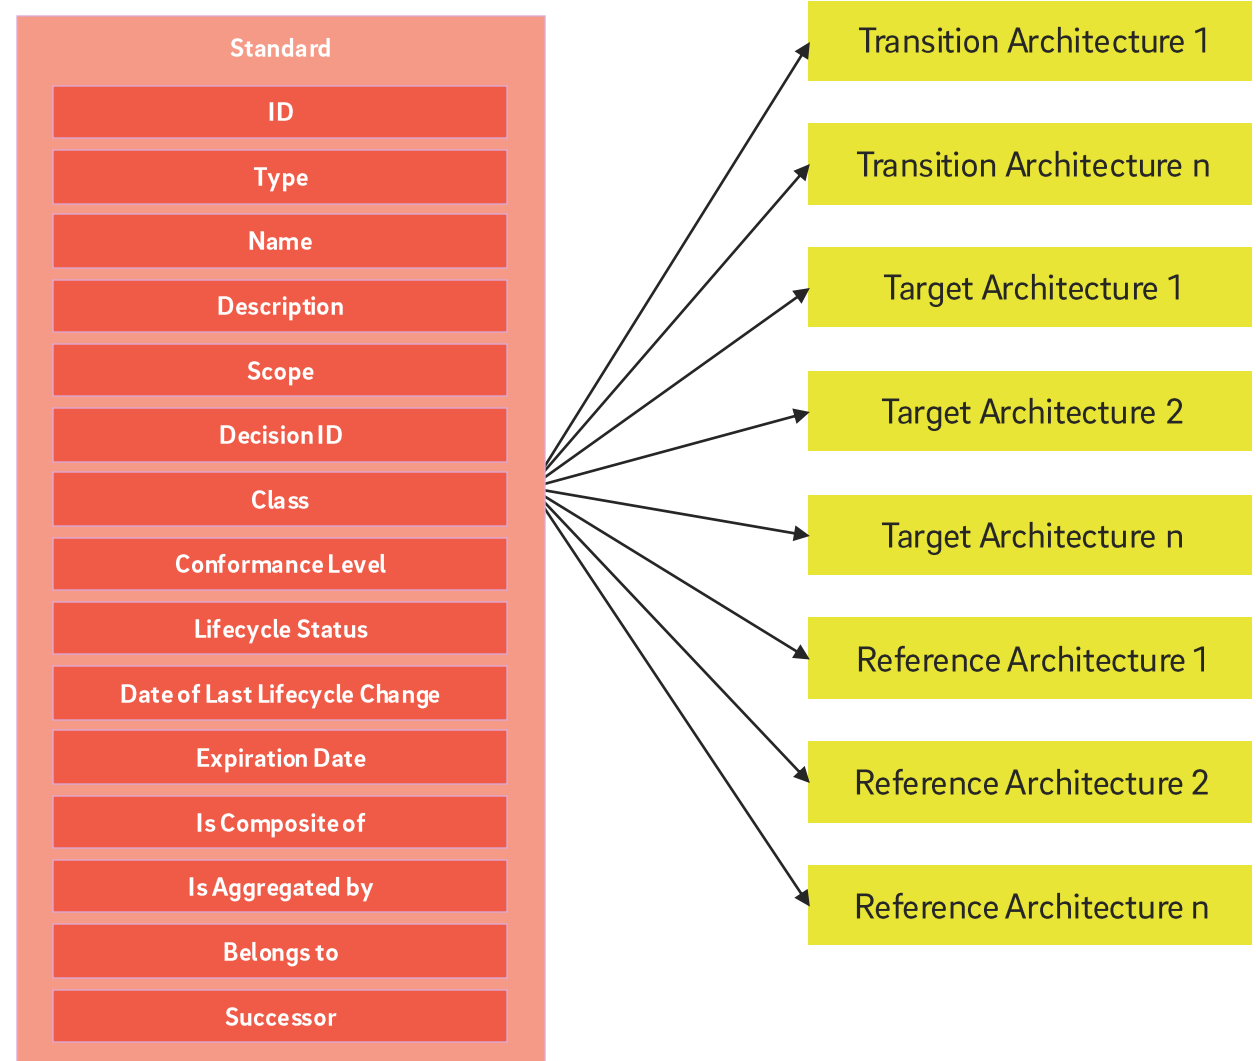 Standard
ID
Type
Name
Description
Scope
Decision ID
Class
Conformance Level
Lifecycle Status
Date of Last Lifecycle Change
Expiration Date
Is Composite of
Is Aggregated by
Belongs to
Successor
Transition Architecture 1
Transition Architecture n
Target Architecture 1
Target Architecture 2
Target Architecture n
Reference Architecture 1
Reference Architecture 2
Reference Architecture n